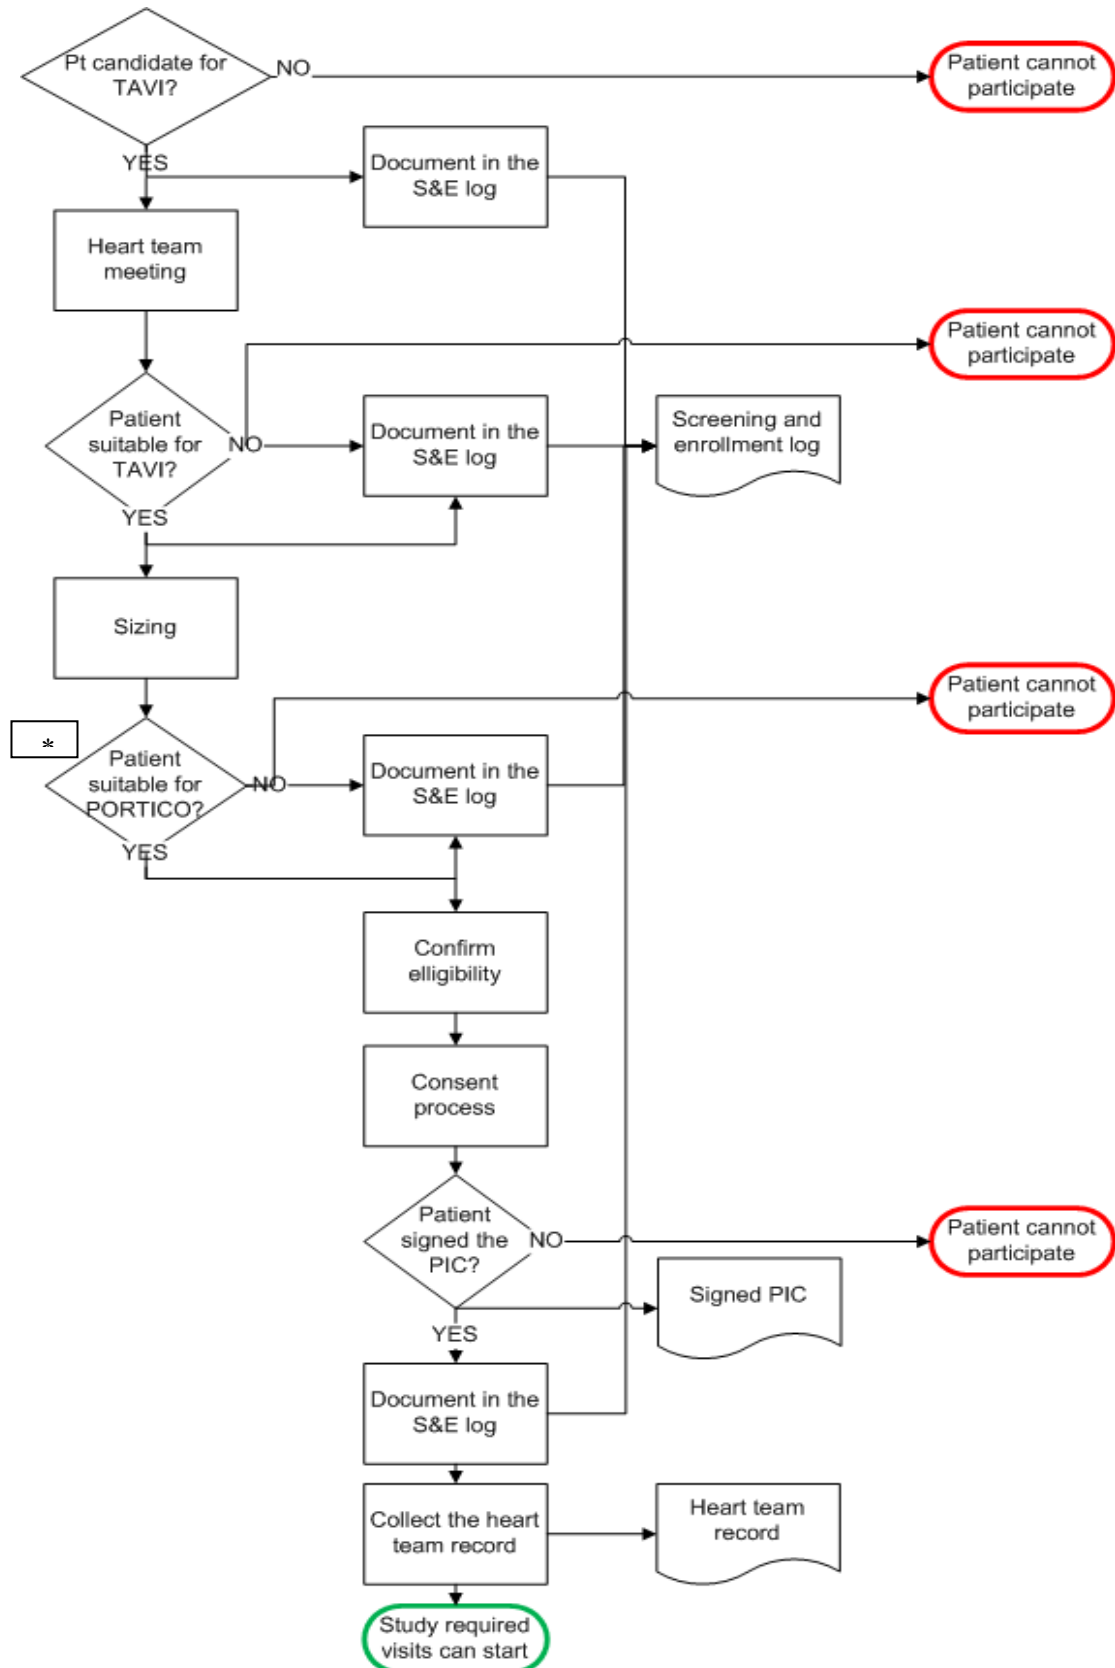 Pt candidate for
TAVI?
NO
Patient cannot
participate
YES
Document in the
S&E log
Heart team
meeting
Patient cannot
participate
Patient
suitable for
TAVI?
NO
Document in the
S&E log
Screening and
enrollment log
YES
Sizing
Patient cannot
participate
*
Patient
suitable for
PORTICO?
NO
Document in the
S&E log
YES
Confirm
elligibility
Consent
process
Patient
signed the
PIC?
NO
Patient cannot
participate
Signed PIC
YES
Document in the
S&E log
Collect the heart
team record
Heart team
record
Study required
visits can start